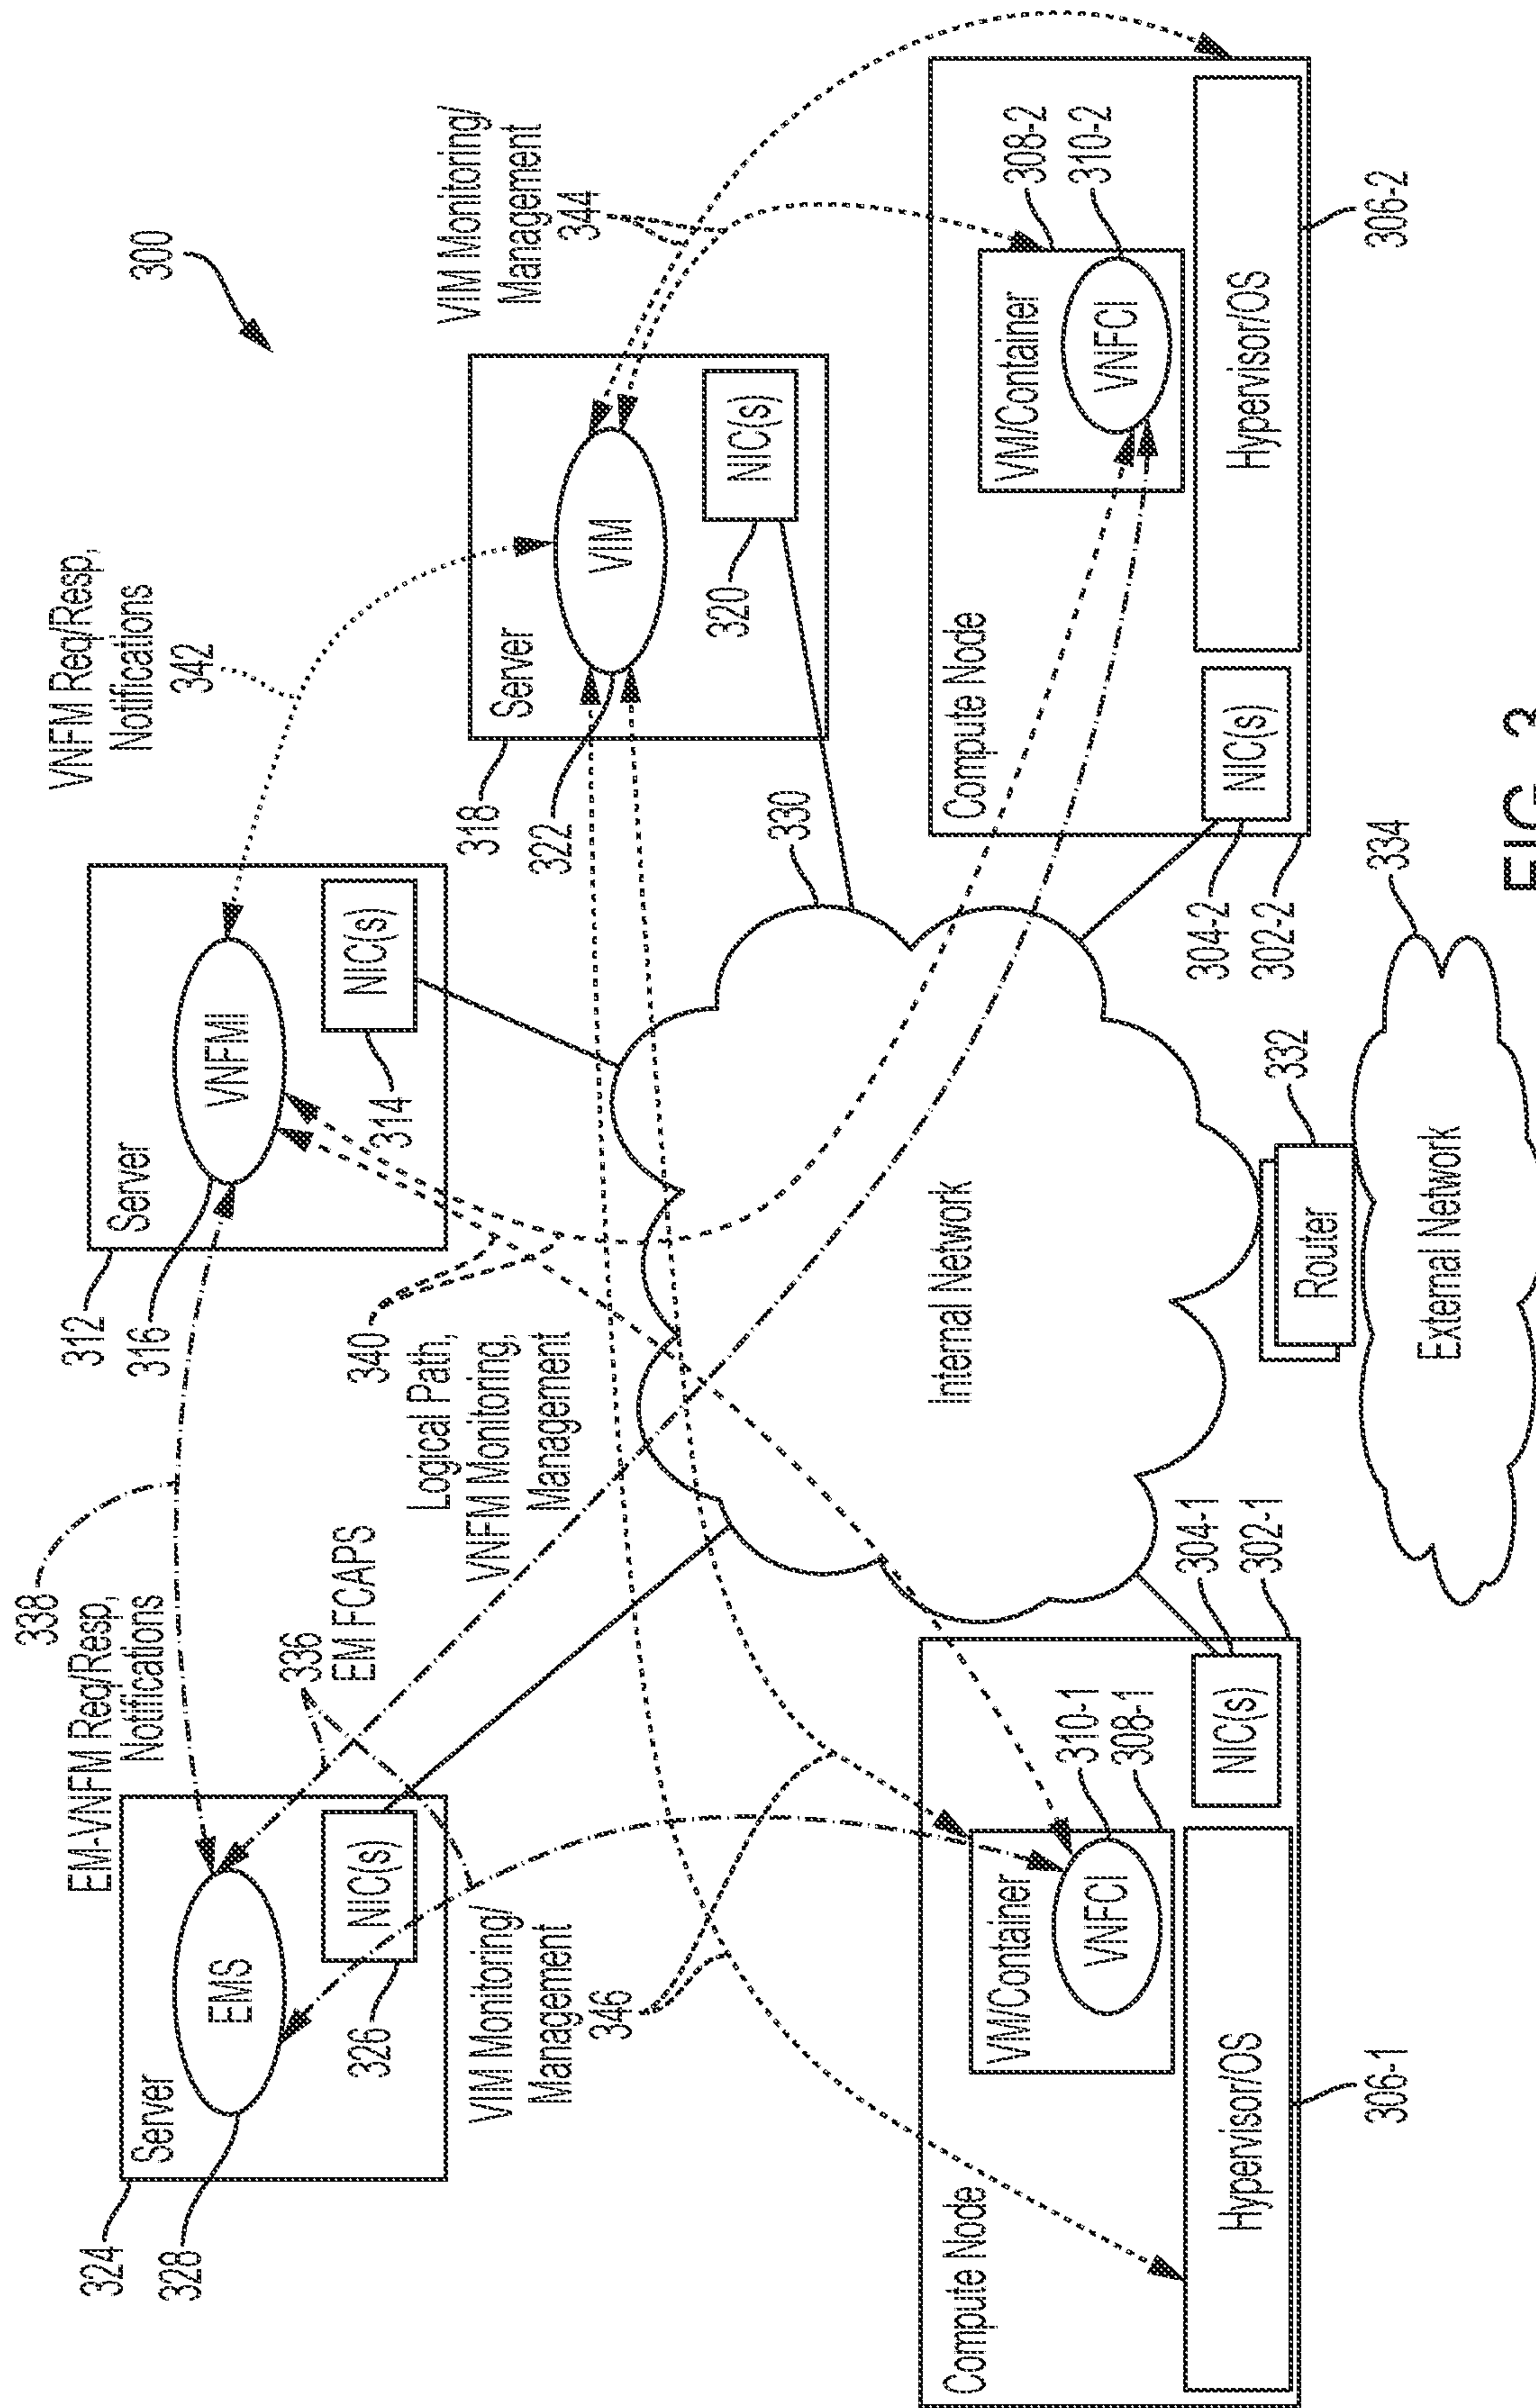 300
338
EM-VNFM Req/Resp,
Notifications
VNFM Req/Resp,
Notifications
342
324
328
Server
EMS
NIC(s)
326
312
316
Server
VNFMI
NIC(s)
314
336
EM FCAPS
340
Logical Path,
VNFM Monitoring,
Management
VIM Monitoring/
Management
344
318
322
Server
VIM
NIC(s)
320
VIM Monitoring/
Management
346
330
Internal Network
Compute Node
VM/Container
VNFCI
310-1
308-1
Hypervisor/OS
NIC(s)
304-1
302-1
306-1
Compute Node
VM/Container
VNFCI
308-2
310-2
NIC(s)
Hypervisor/OS
304-2
302-2
306-2
Router
332
External Network
334
FIG. 3